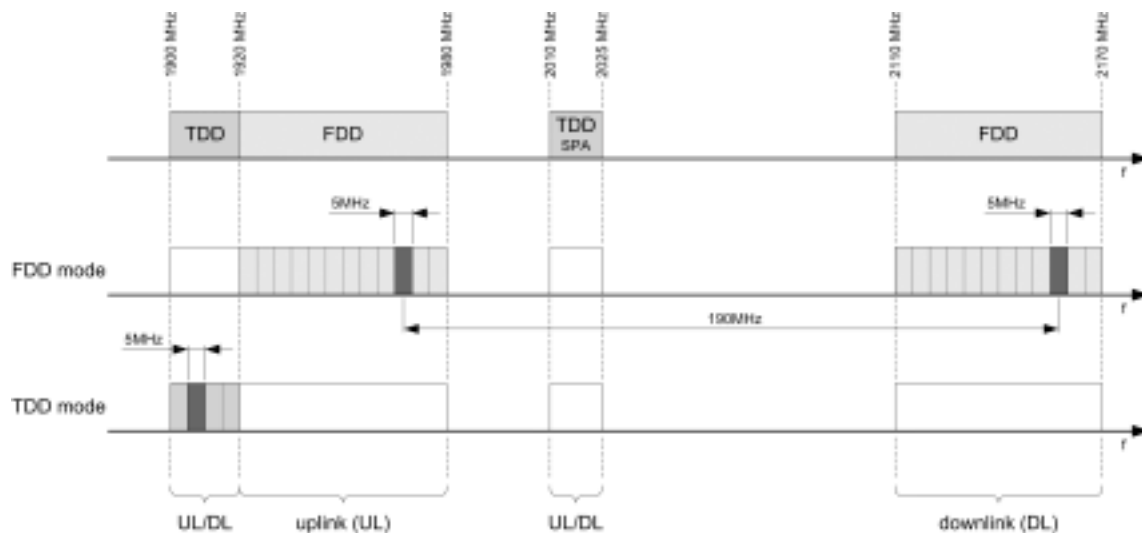 1900 MHz
1920 MHz
1980 MHz
2010 MHz
2025 MHz
2110 MHz
2170 MHz
TDD
FDD
TDD
SPA
FDD
f
5MHz
5MHz
FDD mode
f
190MHz
5MHz
TDD mode
f
UL/DL
uplink (UL)
UL/DL
downlink (DL)